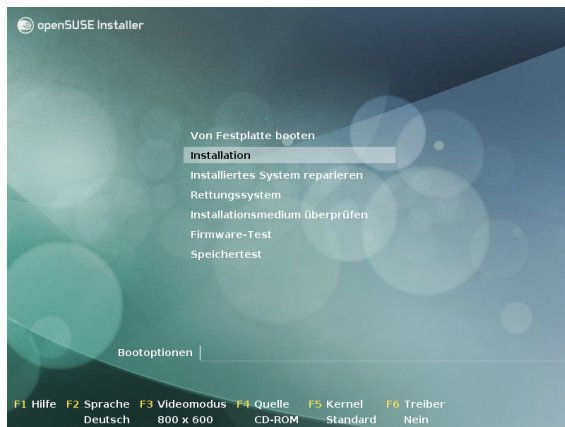 openSUSE Installer
Von Festplatte booten
Installation
Installiertes System reparieren
Rettungssystem
Installationsmedium überprüfen
Firmware-Test
Speichertest
Bootoptionen
F1 Hilfe F2 Sprache F3 Videomodus F4 Quelle F5 Kernel F6 Treiber
Deutsch 800 x 600 CD-ROM Standard Nein